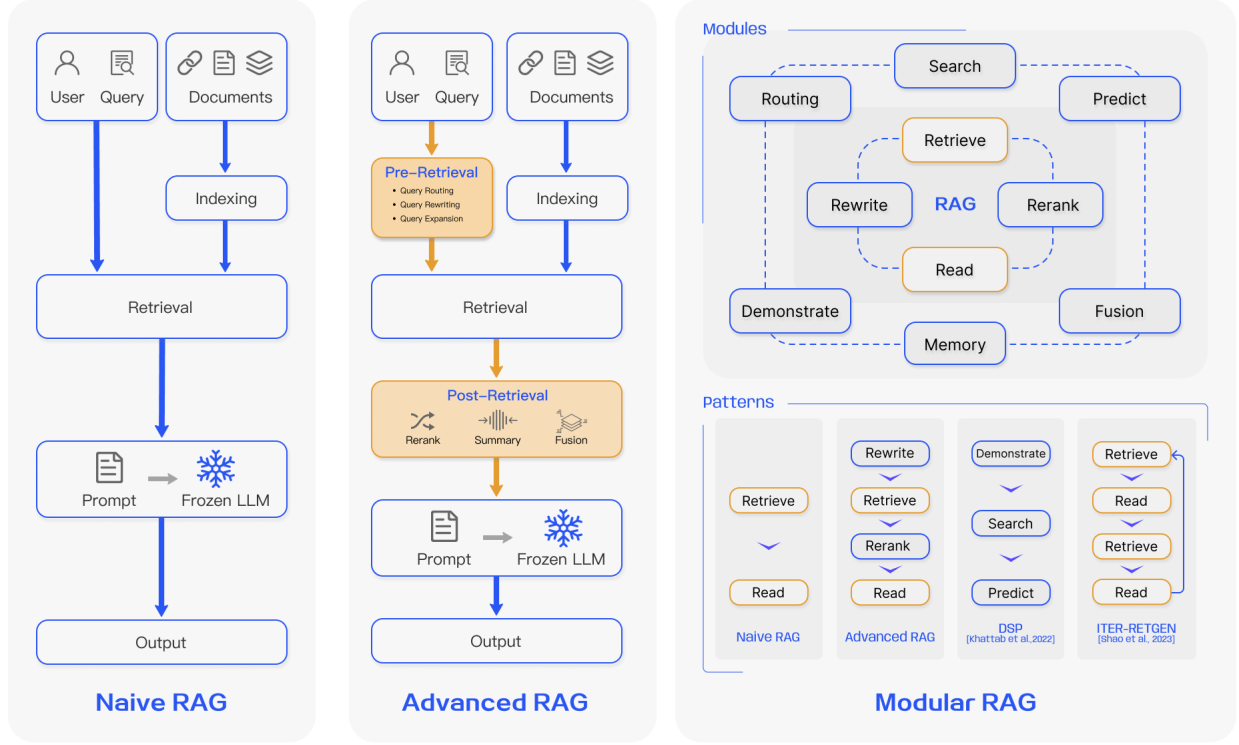 User Query
Documents
Indexing
Retrieval
Prompt
Frozen LLM
Output
Naive RAG
User Query
Documents
Pre-Retrieval
• Query Routing
• Query Rewriting
• Query Expansion
Indexing
Retrieval
Post-Retrieval
Rerank
Summary
Fusion
Prompt
Frozen LLM
Output
Advanced RAG
Modules
Search
Routing
Predict
Retrieve
Rewrite
RAG
Rerank
Read
Demonstrate
Fusion
Memory
Patterns
Retrieve
Read
Naive RAG
Rewrite
Retrieve
Rerank
Read
Advanced RAG
Demonstrate
Search
Predict
DSP
[Khattab et al.,2022]
Retrieve
Read
Retrieve
Read
ITER-RETGEN
[Shao et al., 2023]
Modular RAG